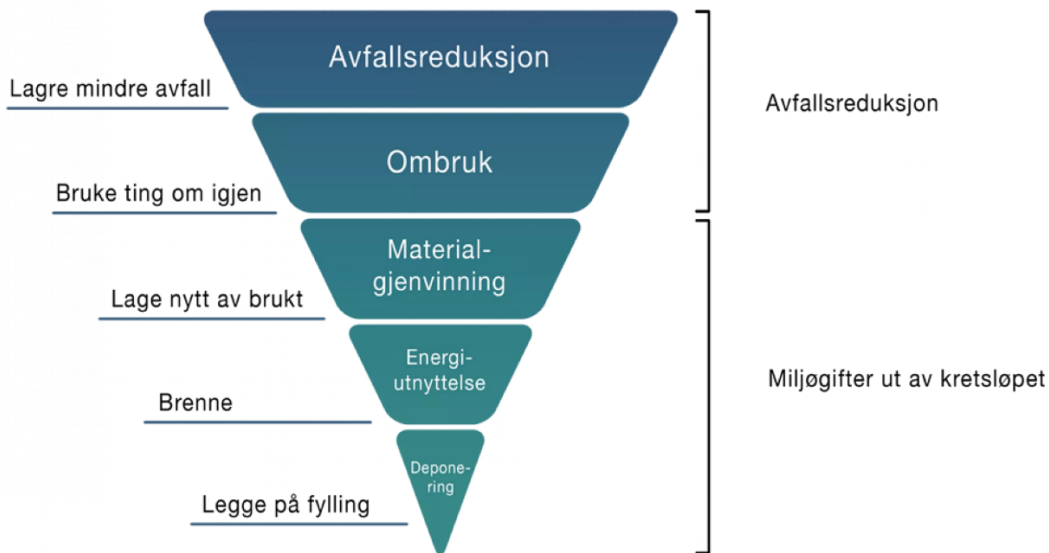 Avfallsreduksjon
Lagre mindre avfall
Avfallsreduksjon
Ombruk
Bruke ting om igjen
Material-
gjenvinning
Lage nytt av brukt
Energi-
utnyttelse
Miljøgifter ut av kretsløpet
Brenne
Depone-
ring
Legge på fylling